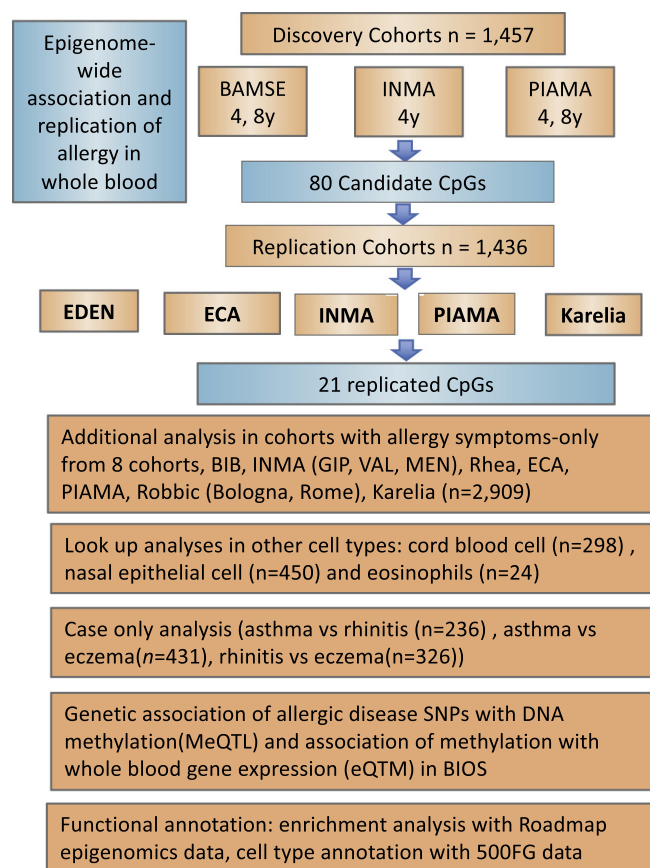 Epigenome-
wide
association and
replication of
allergy in
whole blood
Discovery Cohorts n = 1,457
BAMSE
4, 8y
INMA
4y
PIAMA
4, 8y
80 Candidate CpGs
Replication Cohorts n = 1,436
EDEN
ECA
INMA
PIAMA
Karelia
21 replicated CpGs
Additional analysis in cohorts with allergy symptoms-only
from 8 cohorts, BIB, INMA (GIP, VAL, MEN), Rhea, ECA,
PIAMA, Robbic (Bologna, Rome), Karelia (n=2,909)
Look up analyses in other cell types: cord blood cell (n=298) ,
nasal epithelial cell (n=450) and eosinophils (n=24)
Case only analysis (asthma vs rhinitis (n=236) , asthma vs
eczema(n=431), rhinitis vs eczema(n=326))
Genetic association of allergic disease SNPs with DNA
methylation(MeQTL) and association of methylation with
whole blood gene expression (eQTM) in BIOS
Functional annotation: enrichment analysis with Roadmap
epigenomics data, cell type annotation with 500FG data